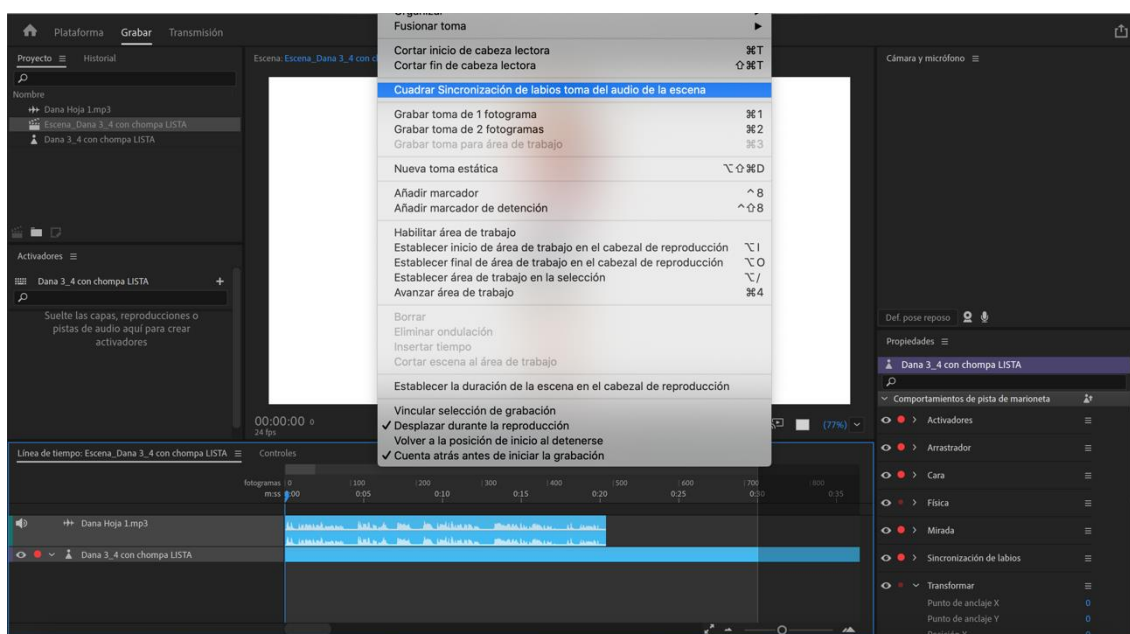 Plataforma Grabar Transmisión
Proyecto Historial
Nombre
Dana Hoja 1.mp3
Escena_Dana 3_4 con chompa LISTA
Dana 3_4 con chompa LISTA
Activadores
Dana 3_4 con chompa LISTA +
Suelte las capas, reproducciones o
pistas de audio aquí para crear
activadores
Escena: Escena_Dana 3_4 con
Organizar
Fusionar toma
Cortar inicio de cabeza lectora ⌘T
Cortar fin de cabeza lectora ⇧⌘T
Cuadrar Sincronización de labios toma del audio de la escena
Grabar toma de 1 fotograma ⌘1
Grabar toma de 2 fotogramas ⌘2
Grabar toma para área de trabajo ⌘3
Nueva toma estática ⌥⇧⌘D
Añadir marcador ^8
Añadir marcador de detención ^⇧8
Habilitar área de trabajo
Establecer inicio de área de trabajo en el cabezal de reproducción ⌥I
Establecer final de área de trabajo en el cabezal de reproducción ⌥O
Establecer área de trabajo en la selección ⌥/
Avanzar área de trabajo ⌘4
Borrar
Eliminar ondulación
Insertar tiempo
Cortar escena al área de trabajo
Establecer la duración de la escena en el cabezal de reproducción
Vincular selección de grabación
✓ Desplazar durante la reproducción
Volver a la posición de inicio al detenerse
✓ Cuenta atrás antes de iniciar la grabación
00:00:00 0
24 fps
(77%)
Cámara y micrófono
Def. pose reposo
Propiedades
Dana 3_4 con chompa LISTA
Comportamientos de pista de marioneta
Activadores
Arrastrador
Cara
Física
Mirada
Sincronización de labios
Transformar
Punto de anclaje X 0
Punto de anclaje Y 0
Posición X 0
Línea de tiempo: Escena_Dana 3_4 con chompa LISTA Controles
fotogramas 0 100 200 300 400 500 600 700 800
m:ss 0:00 0:05 0:10 0:15 0:20 0:25 0:30 0:35
Dana Hoja 1.mp3
Dana 3_4 con chompa LISTA